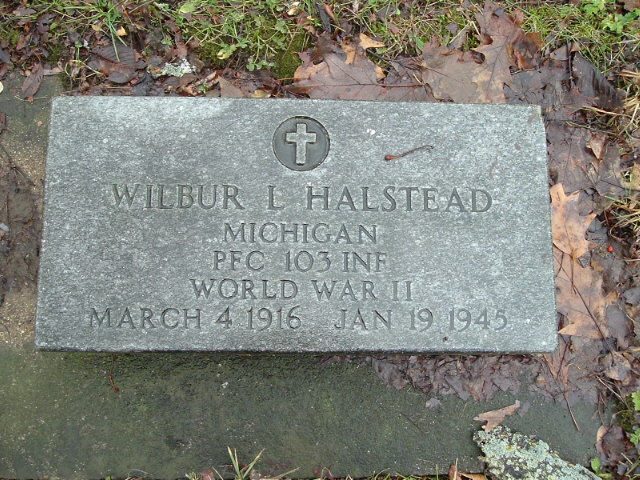 WILBUR L HALSTEAD
MICHIGAN
PFC 103 INF
WORLD WAR II
MARCH 4 1916 JAN 19 1945